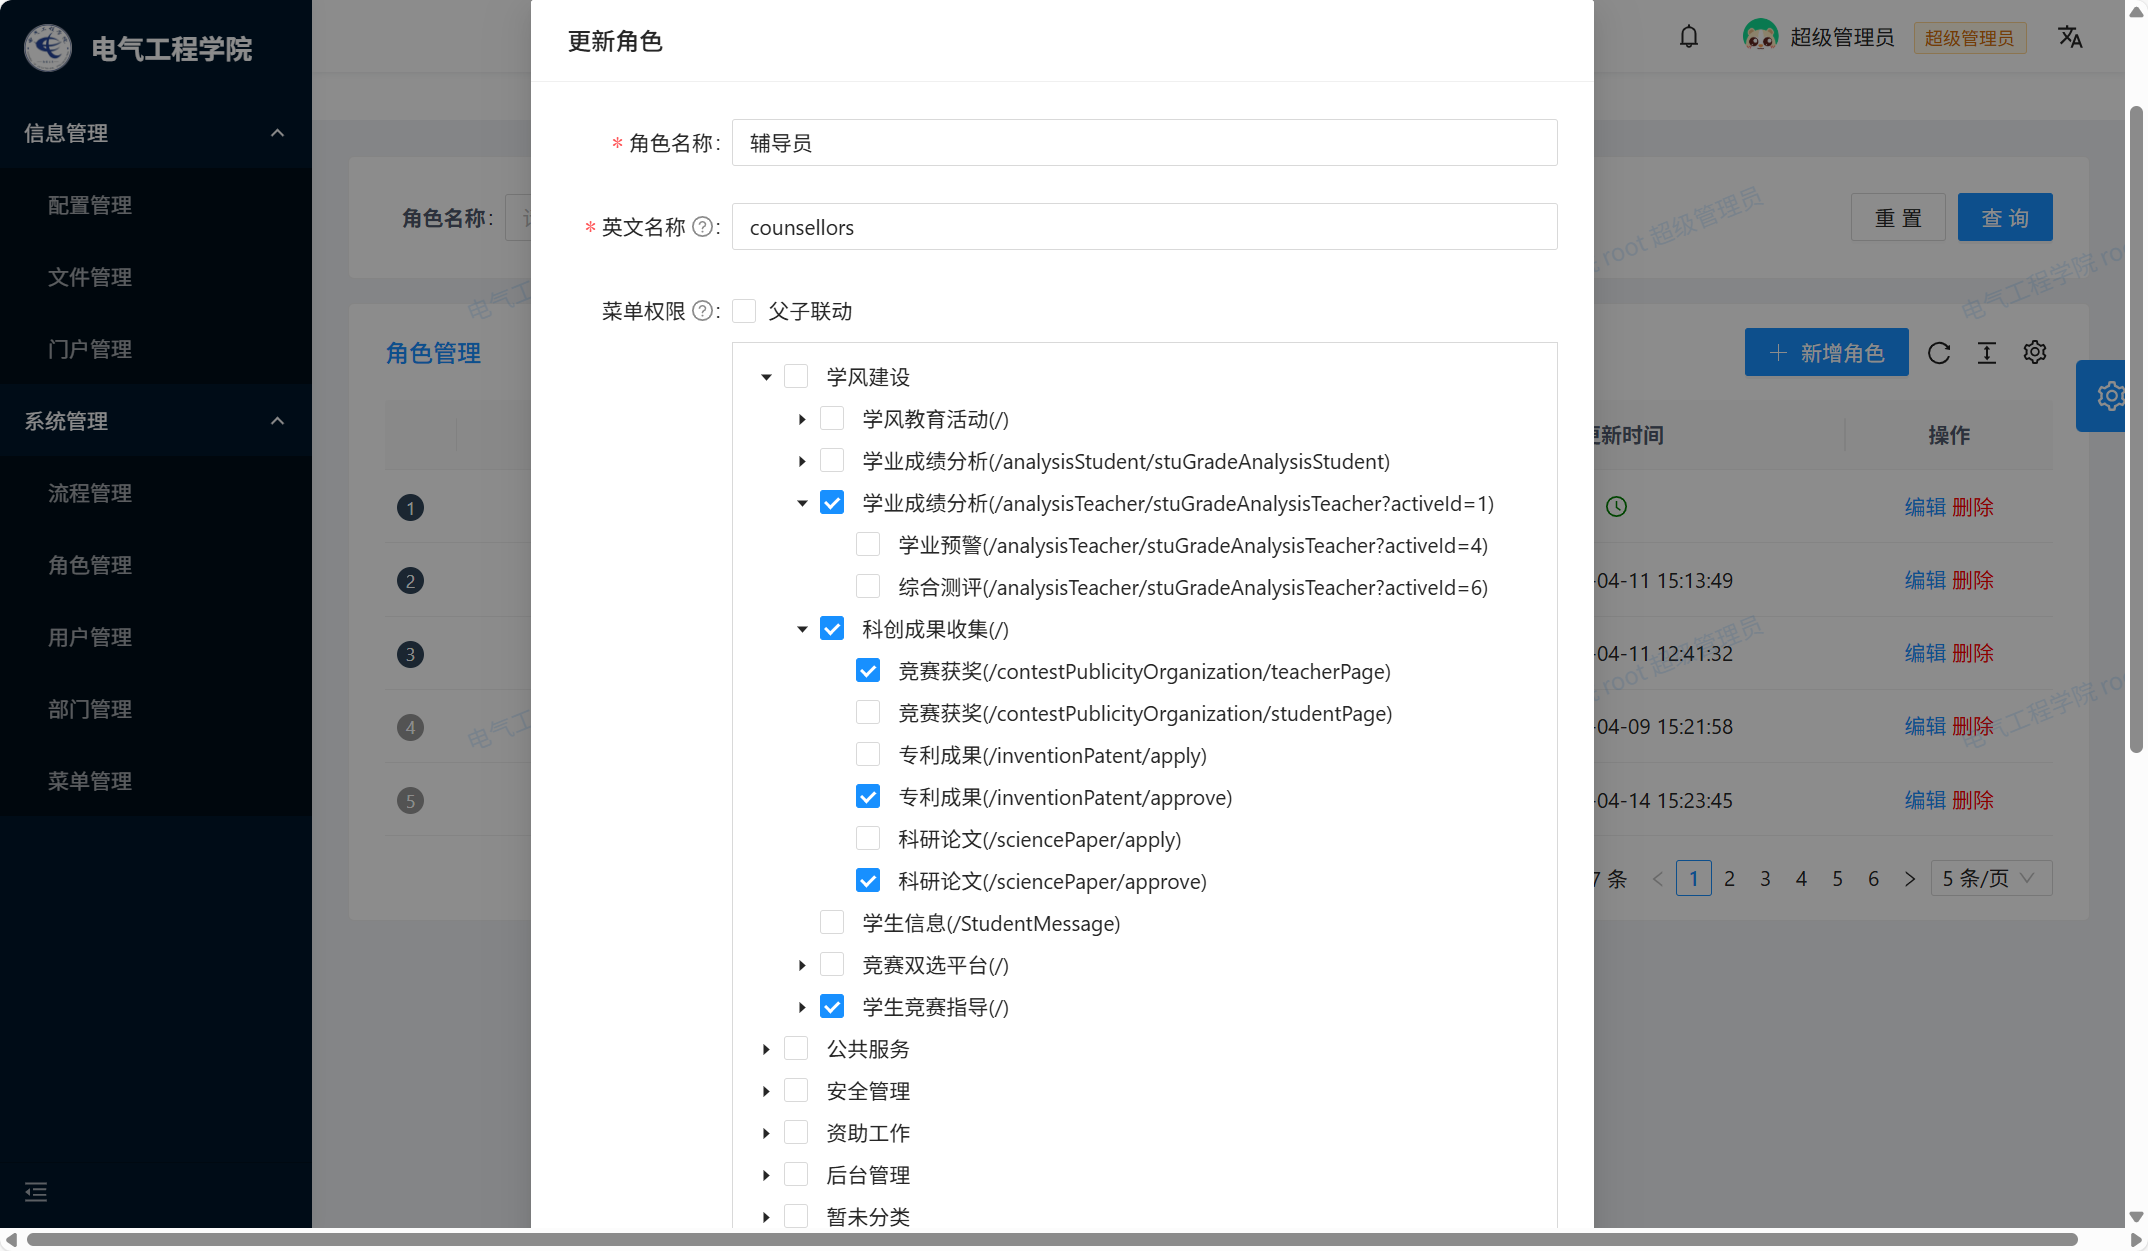 电气工程学院
信息管理
配置管理
文件管理
门户管理
系统管理
流程管理
角色管理
用户管理
部门管理
菜单管理
超级管理员
超级管理员
角色名称:
重 置
查 询
角色管理
新增角色
更新时间
操作
1
编辑 删除
2
-04-11 15:13:49
编辑 删除
3
-04-11 12:41:32
编辑 删除
4
-04-09 15:21:58
编辑 删除
5
-04-14 15:23:45
编辑 删除
7 条
1
2
3
4
5
6
5 条/页
root 超级管理员
电气工程学院
root 超级管理员
电气工程学院
更新角色
* 角色名称:
辅导员
* 英文名称 ? :
counsellors
菜单权限 ? :
父子联动
学风建设
学风教育活动(/)
学业成绩分析(/analysisStudent/stuGradeAnalysisStudent)
学业成绩分析(/analysisTeacher/stuGradeAnalysisTeacher?activeId=1)
学业预警(/analysisTeacher/stuGradeAnalysisTeacher?activeId=4)
综合测评(/analysisTeacher/stuGradeAnalysisTeacher?activeId=6)
科创成果收集(/)
竞赛获奖(/contestPublicityOrganization/teacherPage)
竞赛获奖(/contestPublicityOrganization/studentPage)
专利成果(/inventionPatent/apply)
专利成果(/inventionPatent/approve)
科研论文(/sciencePaper/apply)
科研论文(/sciencePaper/approve)
学生信息(/StudentMessage)
竞赛双选平台(/)
学生竞赛指导(/)
公共服务
安全管理
资助工作
后台管理
暂未分类